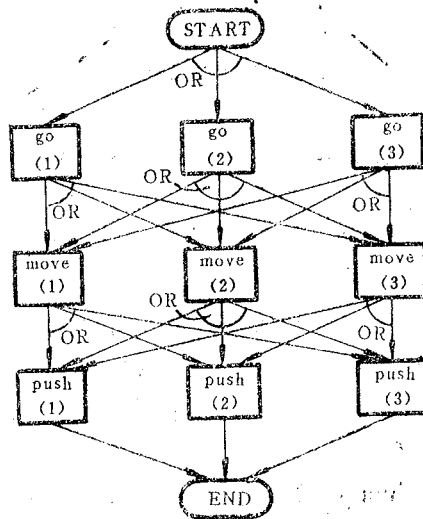 START
OR
go go go
(1) (2) (3)
OR OR OR
move move move
(1) (2) (3)
OR OR OR
push push push
(1) (2) (3)
END